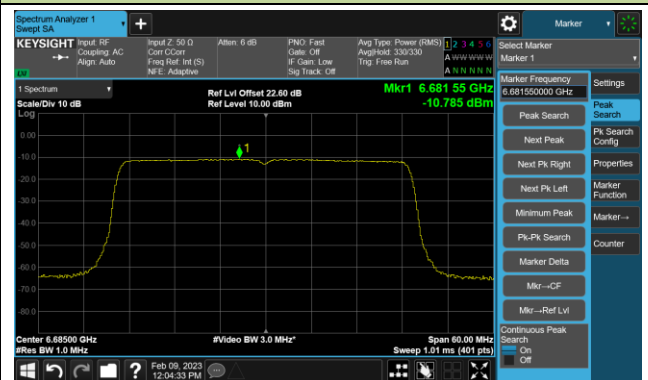 Spectrum Analyzer 1
Swept SA
Marker
KEYSIGHT
Input: RF
Coupling: AC
Align: Auto
Input Z: 50 Ω
Corr CCorr
Freq Ref: Int (S)
NFE: Adaptive
Atten: 6 dB
PNO: Fast
Gate: Off
IF Gain: Low
Sig Track: Off
Avg Type: Power (RMS)
Avg|Hold: 330/330
Trig: Free Run
1 2 3 4 5 6
A W W W W W
A N N N N N
Select Marker
Marker 1
1 Spectrum
Scale/Div 10 dB
Log
Ref Lvl Offset 22.60 dB
Ref Level 10.00 dBm
Mkr1 6.681 55 GHz
-10.785 dBm
1
0.00
-10.0
-20.0
-30.0
-40.0
-50.0
-60.0
-70.0
-80.0
Center 6.68500 GHz
#Res BW 1.0 MHz
#Video BW 3.0 MHz*
Span 60.00 MHz
Sweep 1.01 ms (401 pts)
Marker Frequency
6.681550000 GHz
Peak Search
Next Peak
Next Pk Right
Next Pk Left
Minimum Peak
Pk-Pk Search
Marker Delta
Mkr→CF
Mkr→Ref Lvl
Continuous Peak
Search
On
Off
Settings
Peak
Search
Pk Search
Config
Properties
Marker
Function
Marker→
Counter
Feb 09, 2023
12:04:33 PM